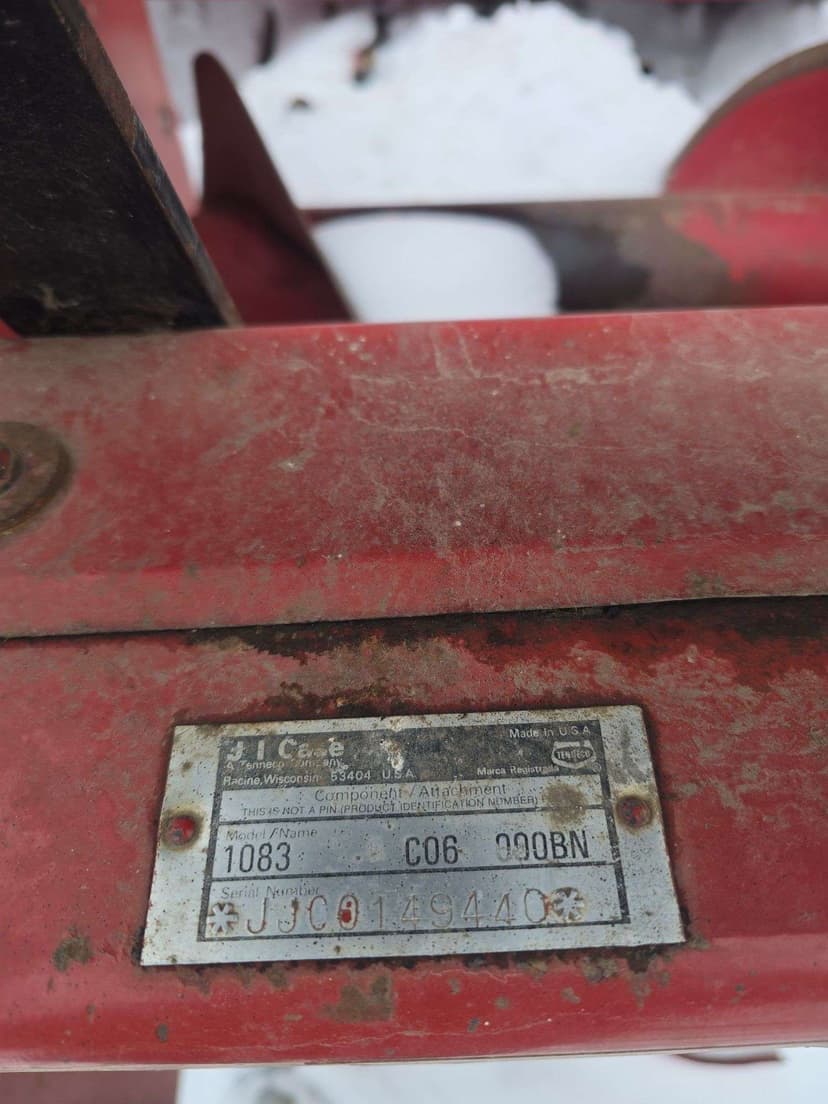 J I Case
Made in U.S.A.
A Tenneco Company
TENNECO
Racine, Wisconsin 53404 U.S.A.
Marca Registrada
Component / Attachment
THIS IS NOT A PIN (PRODUCT IDENTIFICATION NUMBER)
Model/Name
1083 C06 000BN
Serial Number
*JJC0149440*